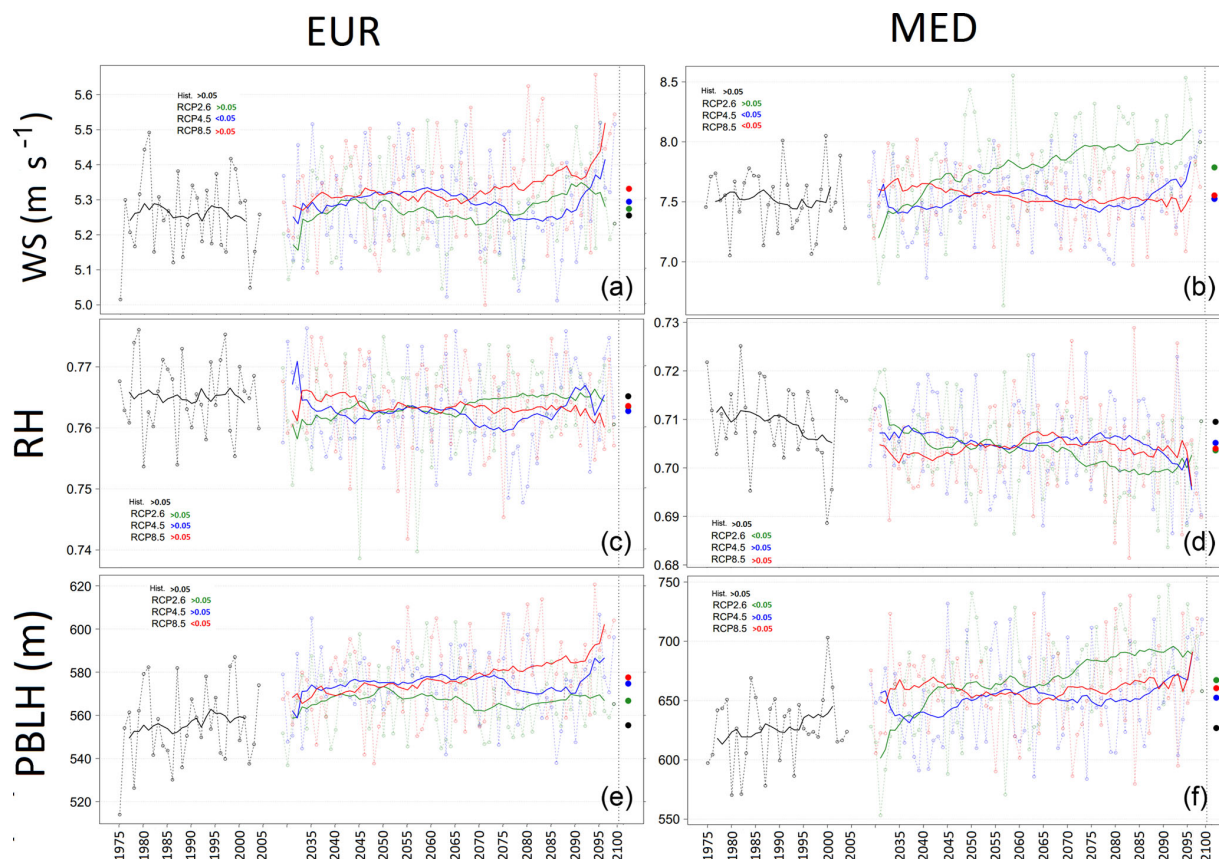 EUR
MED
WS (m s -1)
5.6
5.5
5.4
5.3
5.2
5.1
5.0
Hist. >0.05
RCP2.6 >0.05
RCP4.5 <0.05
RCP8.5 >0.05
(a)
8.5
8.0
7.5
7.0
Hist. >0.05
RCP2.6 >0.05
RCP4.5 <0.05
RCP8.5 <0.05
(b)
RH
0.77
0.76
0.75
0.74
Hist. >0.05
RCP2.6 >0.05
RCP4.5 >0.05
RCP8.5 >0.05
(c)
0.73
0.72
0.71
0.70
0.69
0.68
Hist. >0.05
RCP2.6 <0.05
RCP4.5 >0.05
RCP8.5 >0.05
(d)
PBLH (m)
620
600
580
560
540
520
Hist. >0.05
RCP2.6 >0.05
RCP4.5 >0.05
RCP8.5 <0.05
(e)
750
700
650
600
550
Hist. >0.05
RCP2.6 <0.05
RCP4.5 >0.05
RCP8.5 >0.05
(f)
1975 1980 1985 1990 1995 2000 2005 2035 2040 2045 2050 2055 2060 2065 2070 2075 2080 2085 2090 2095 2100
1975 1980 1985 1990 1995 2000 2005 2035 2040 2045 2050 2055 2060 2065 2070 2075 2080 2085 2090 2095 2100